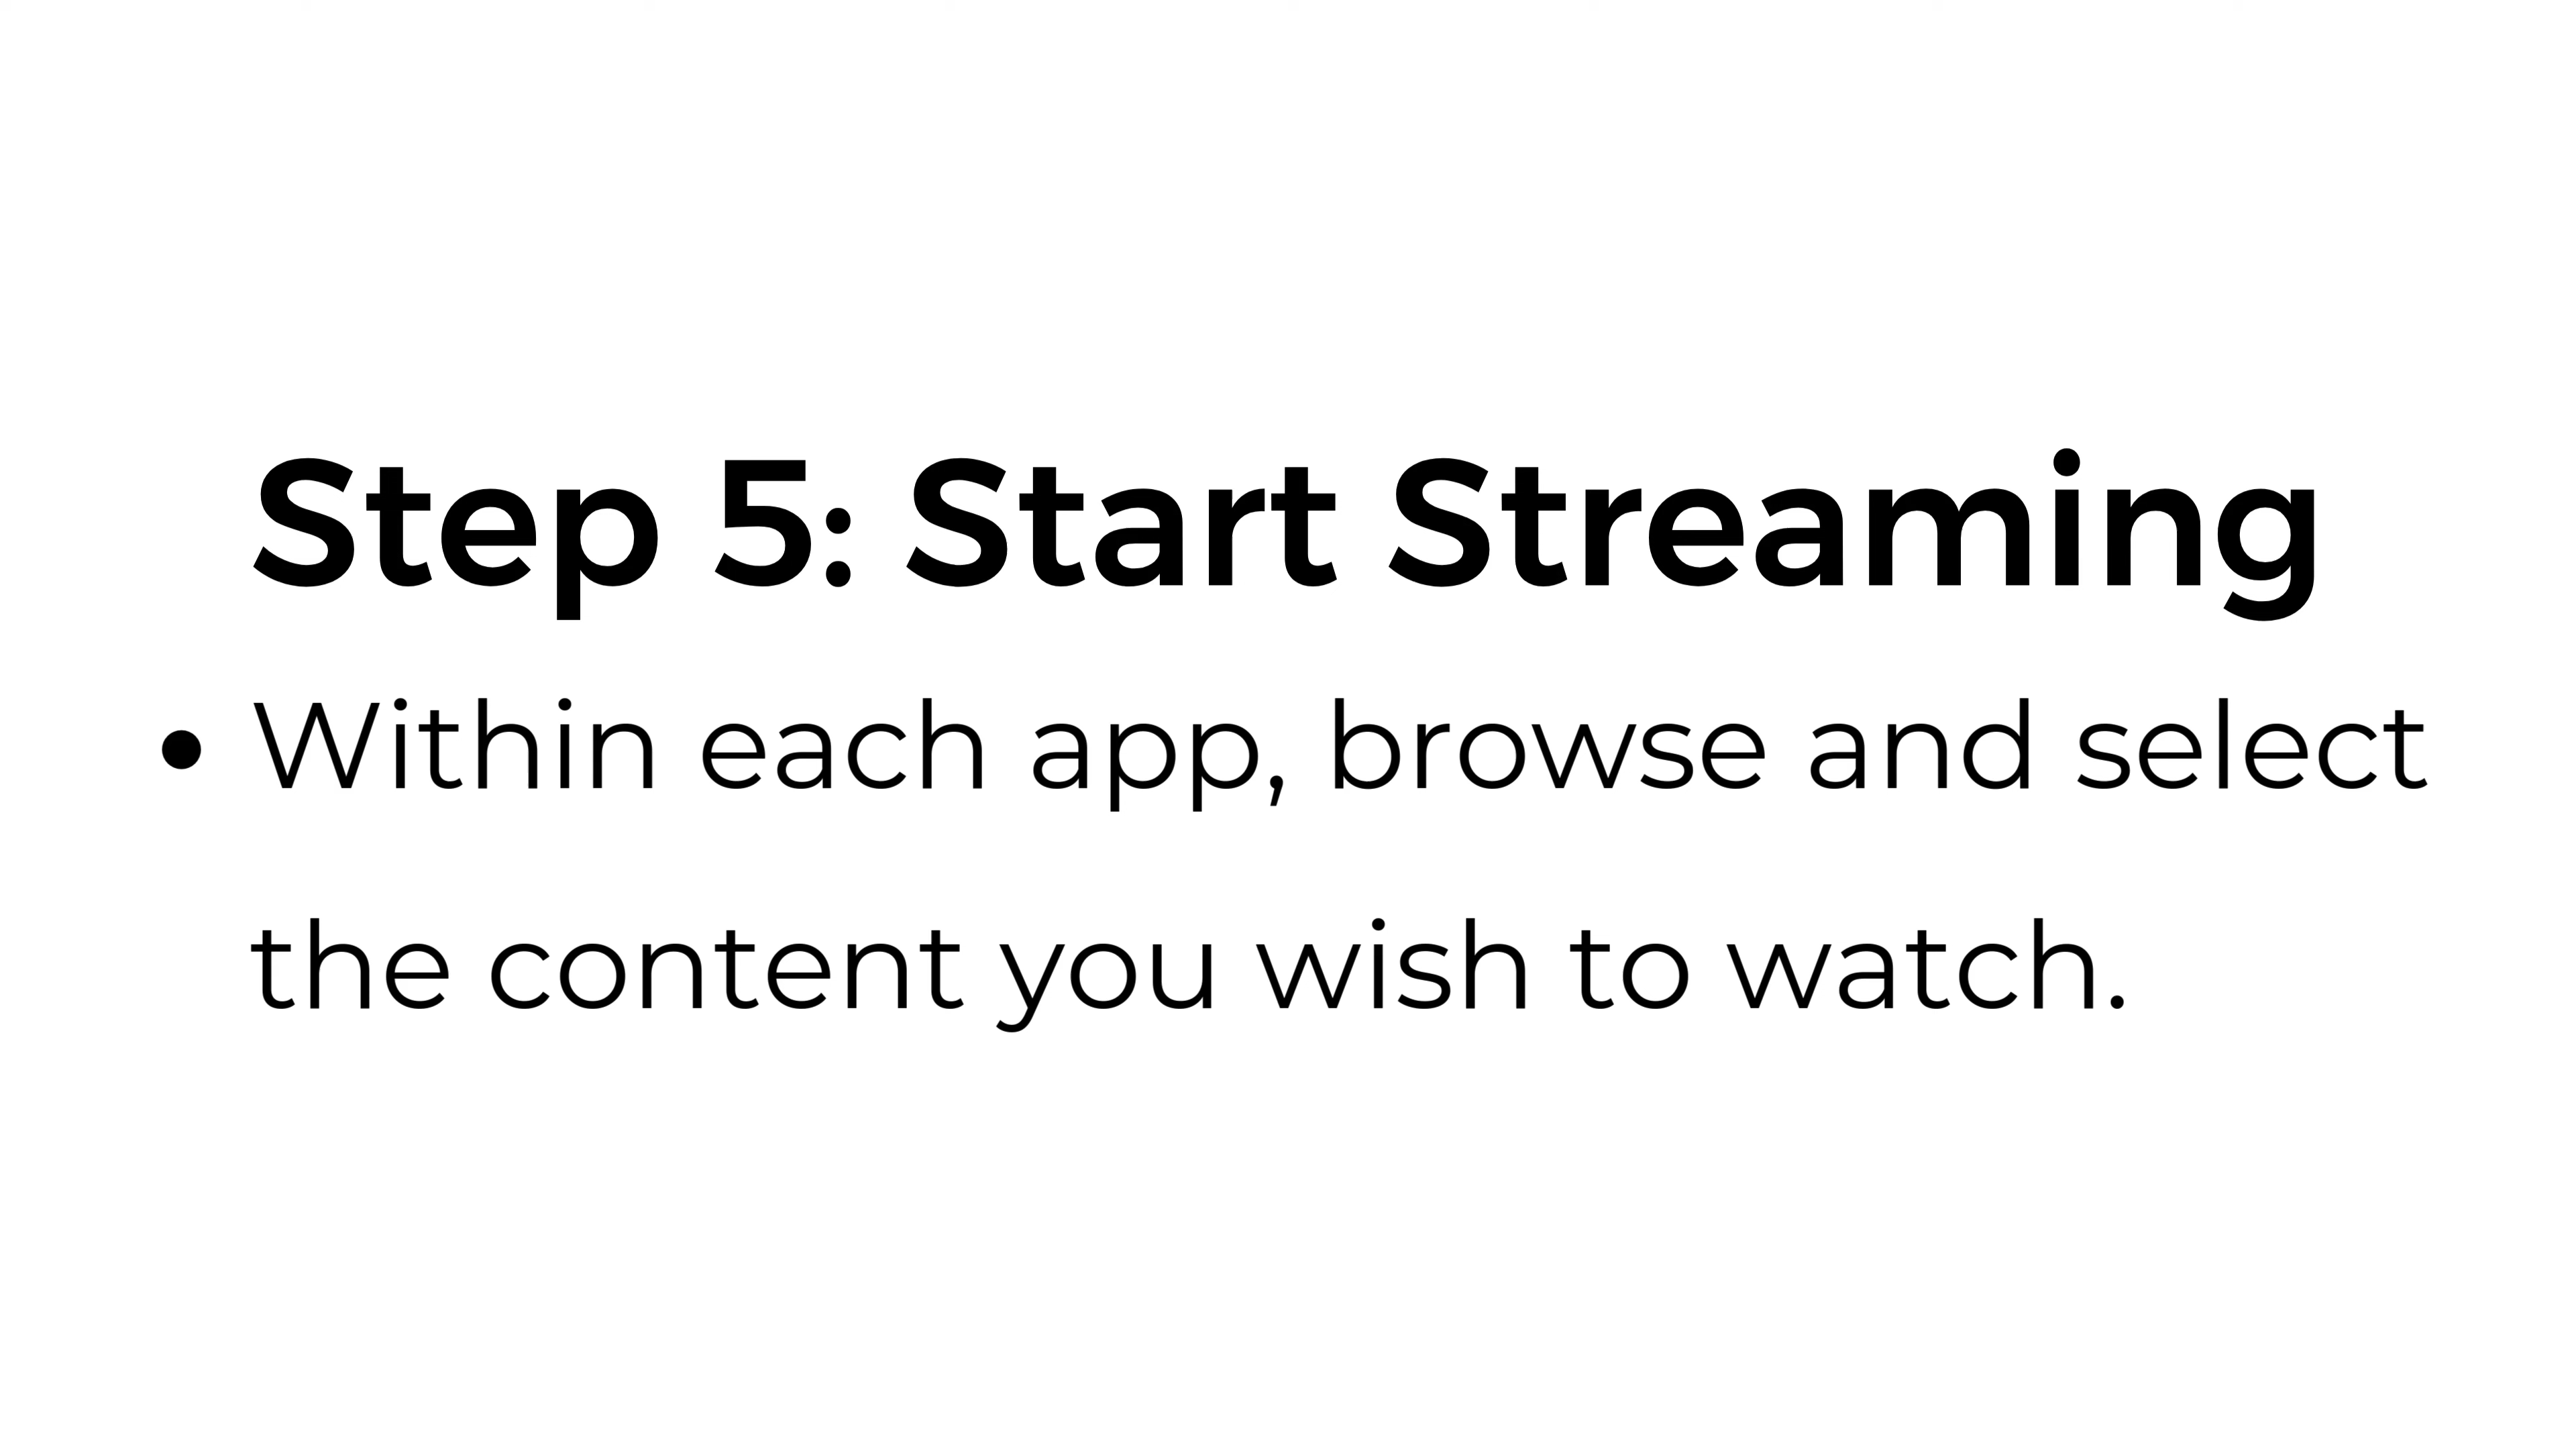 Step 5: Start Streaming
• Within each app, browse and select
the content you wish to watch.